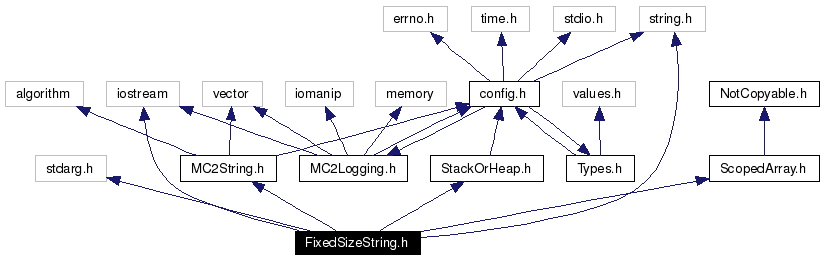 errno.h
time.h
stdio.h
string.h
algorithm
iostream
vector
iomanip
memory
config.h
values.h
NotCopyable.h
stdarg.h
MC2String.h
MC2Logging.h
StackOrHeap.h
Types.h
ScopedArray.h
FixedSizeString.h